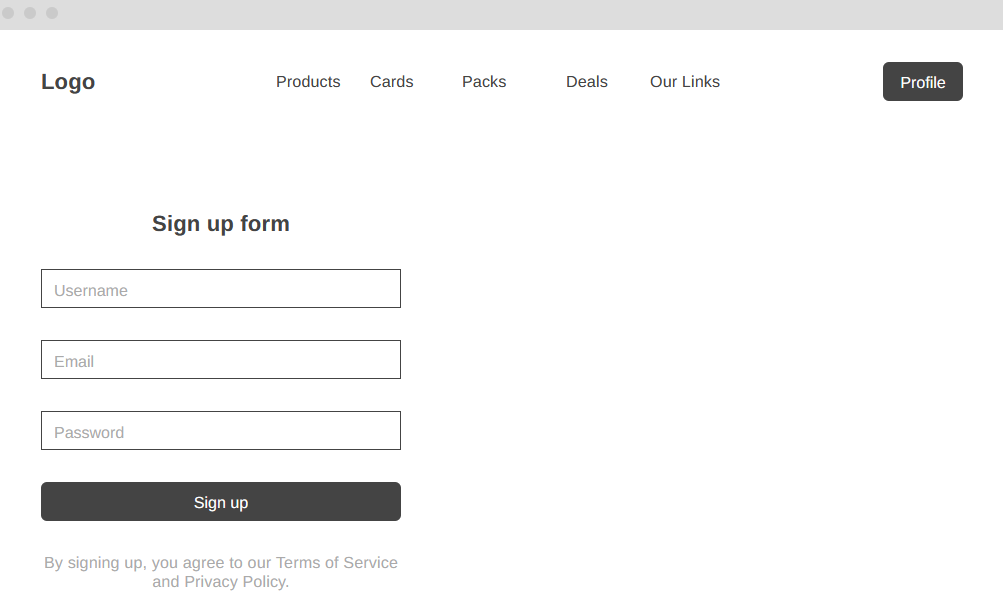 Logo Products Cards Packs Deals Our Links Profile
Sign up form
Username
Email
Password
Sign up
By signing up, you agree to our Terms of Service
and Privacy Policy.